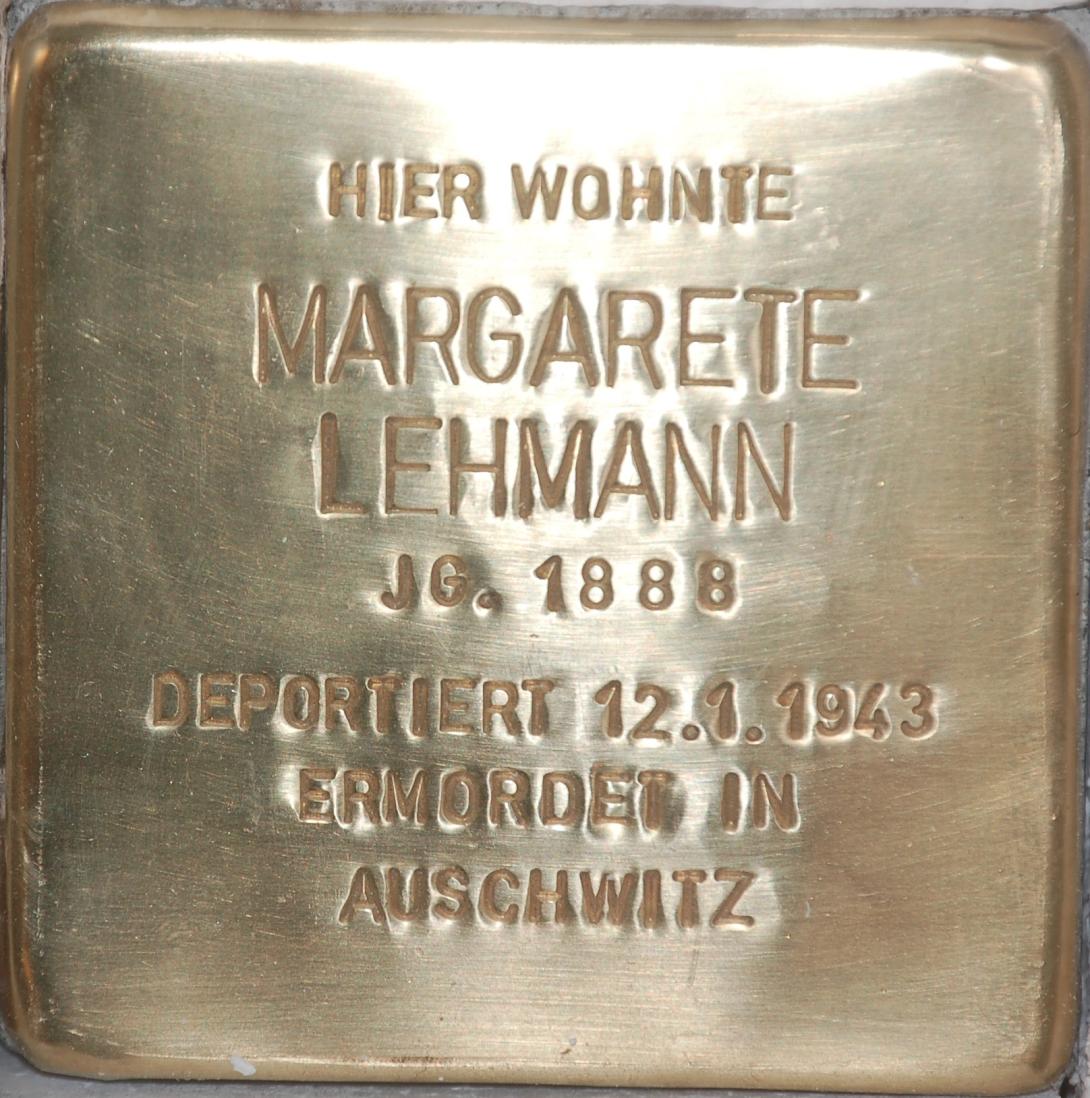 HIER WOHNTE
MARGARETE
LEHMANN
JG. 1888
DEPORTIERT 12.1.1943
ERMORDET IN
AUSCHWITZ